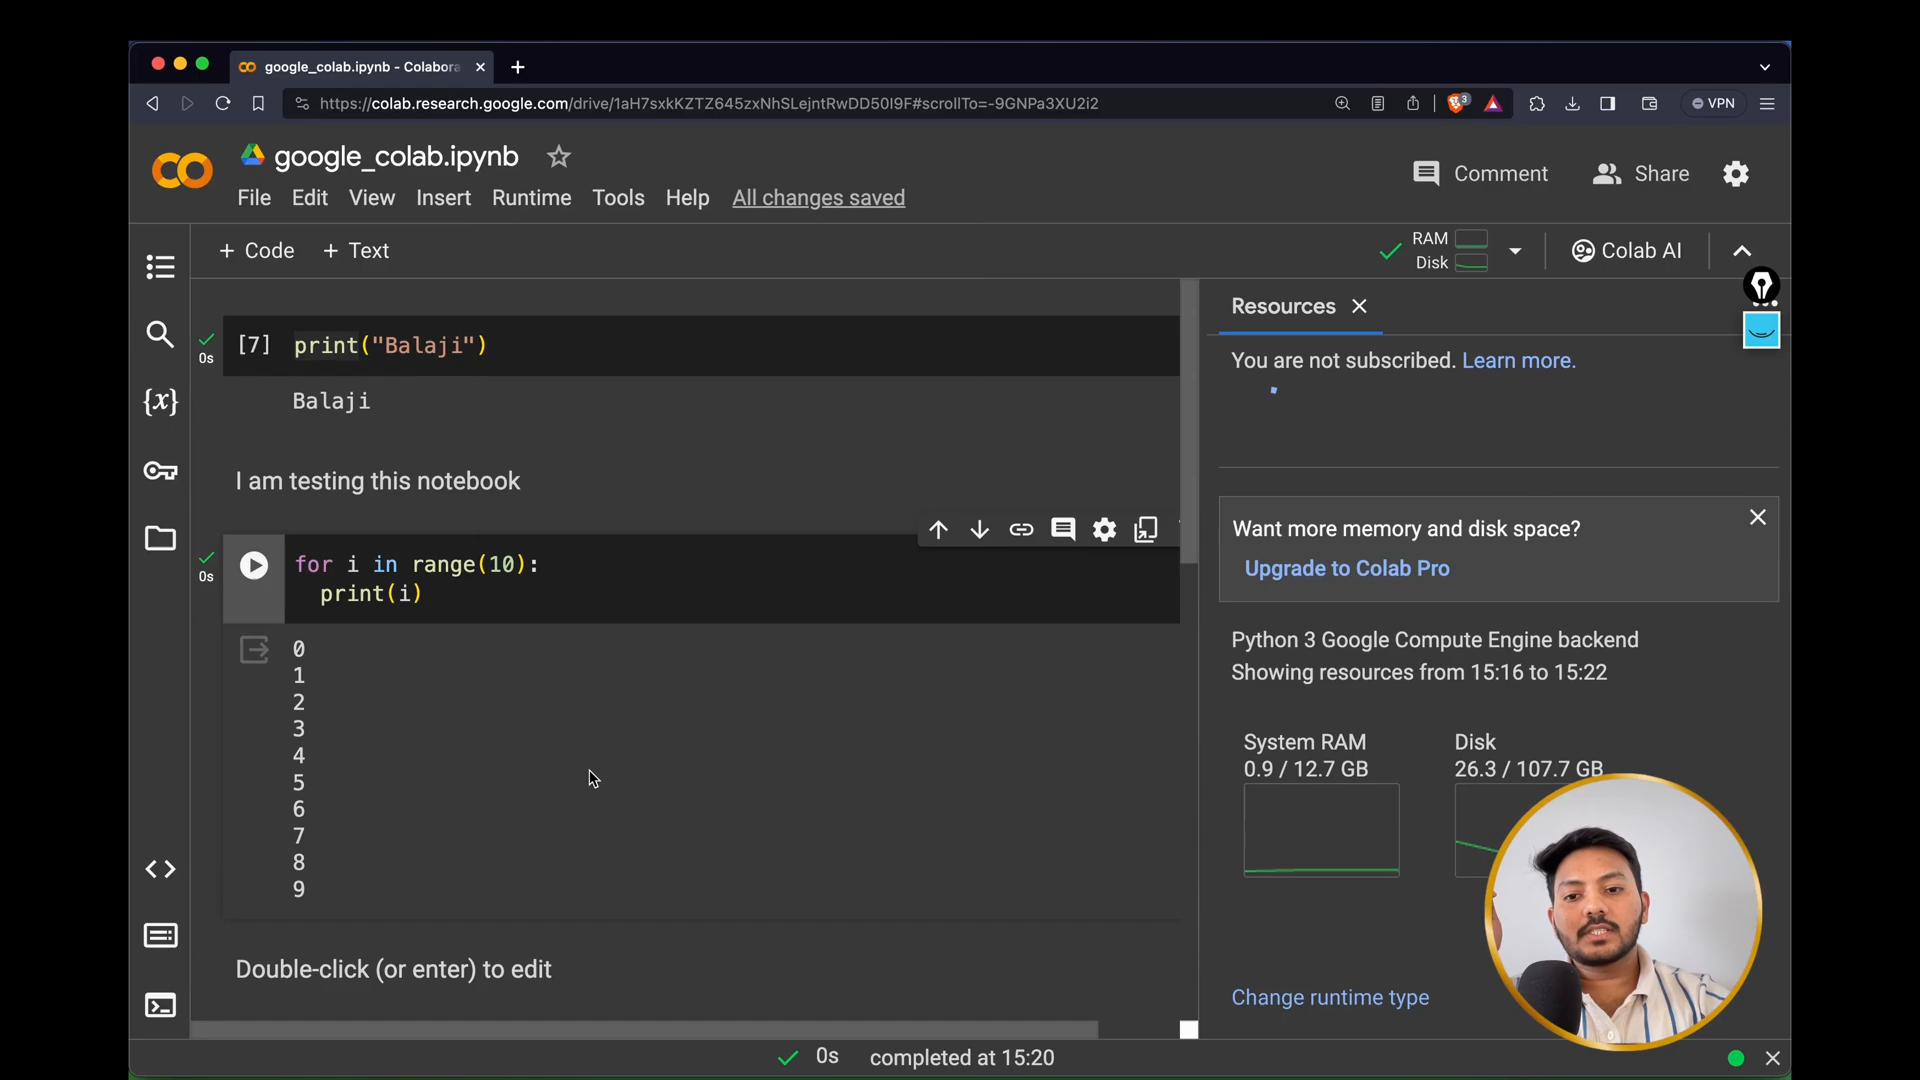 google_colab.ipynb - Colabora
https://colab.research.google.com/drive/1aH7sxkKZTZ645zxNhSLejntRwDD50I9F#scrollTo=-9GNPa3XU2i2
3
VPN
google_colab.ipynb
Comment
Share
File Edit View Insert Runtime Tools Help All changes saved
+ Code + Text
RAM
Disk
Colab AI
Resources
You are not subscribed. Learn more.
[7] print("Balaji")
0s
Balaji
I am testing this notebook
Want more memory and disk space?
Upgrade to Colab Pro
for i in range(10):
0s
print(i)
0
1
2
3
4
5
6
7
8
9
Python 3 Google Compute Engine backend
Showing resources from 15:16 to 15:22
System RAM
0.9 / 12.7 GB
Disk
26.3 / 107.7 GB
Double-click (or enter) to edit
Change runtime type
0s completed at 15:20